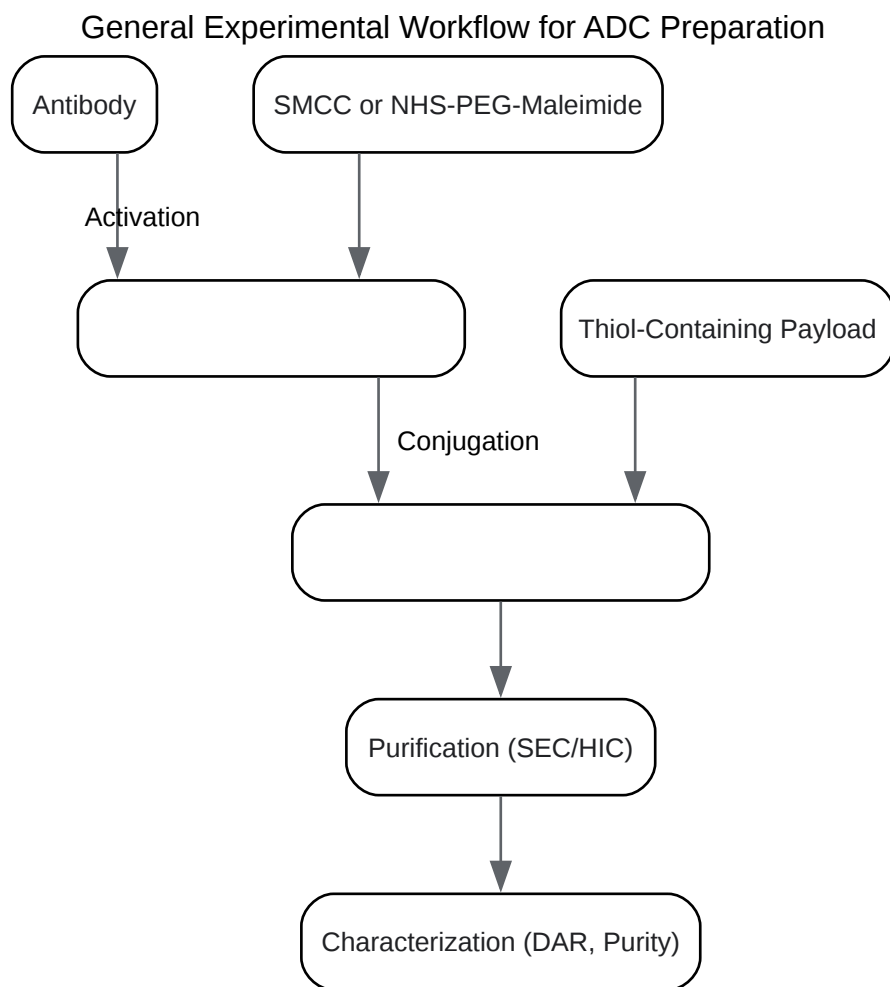 General Experimental Workflow for ADC Preparation
Antibody
SMCC or NHS-PEG-Maleimide
Activation
Thiol-Containing Payload
Conjugation
Purification (SEC/HIC)
Characterization (DAR, Purity)